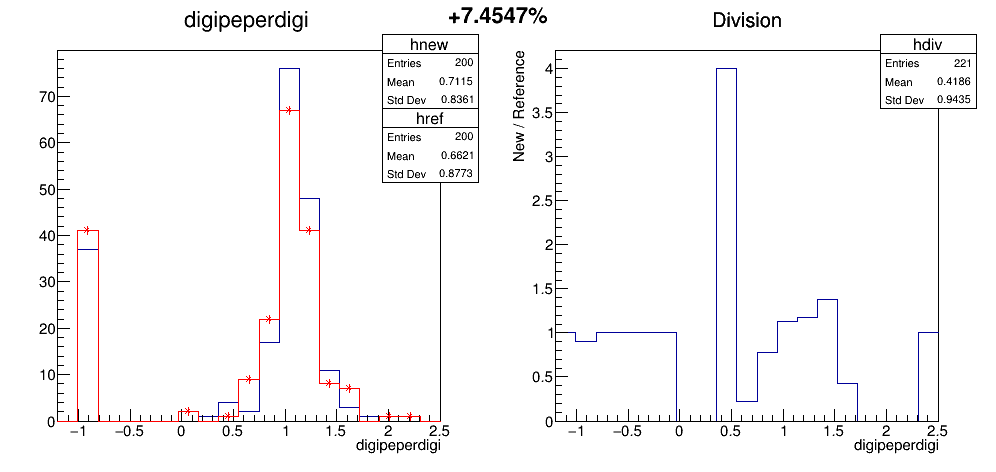 digipeperdigi
+7.4547%
Division
hnew
Entries 200
Mean 0.7115
Std Dev 0.8361
href
Entries 200
Mean 0.6621
Std Dev 0.8773
70
60
50
40
30
20
10
0
−1 −0.5 0 0.5 1 1.5 2 2.5
digipeperdigi
hdiv
Entries 221
Mean 0.4186
Std Dev 0.9435
New / Reference
4
3.5
3
2.5
2
1.5
1
0.5
0
−1 −0.5 0 0.5 1 1.5 2 2.5
digipeperdigi